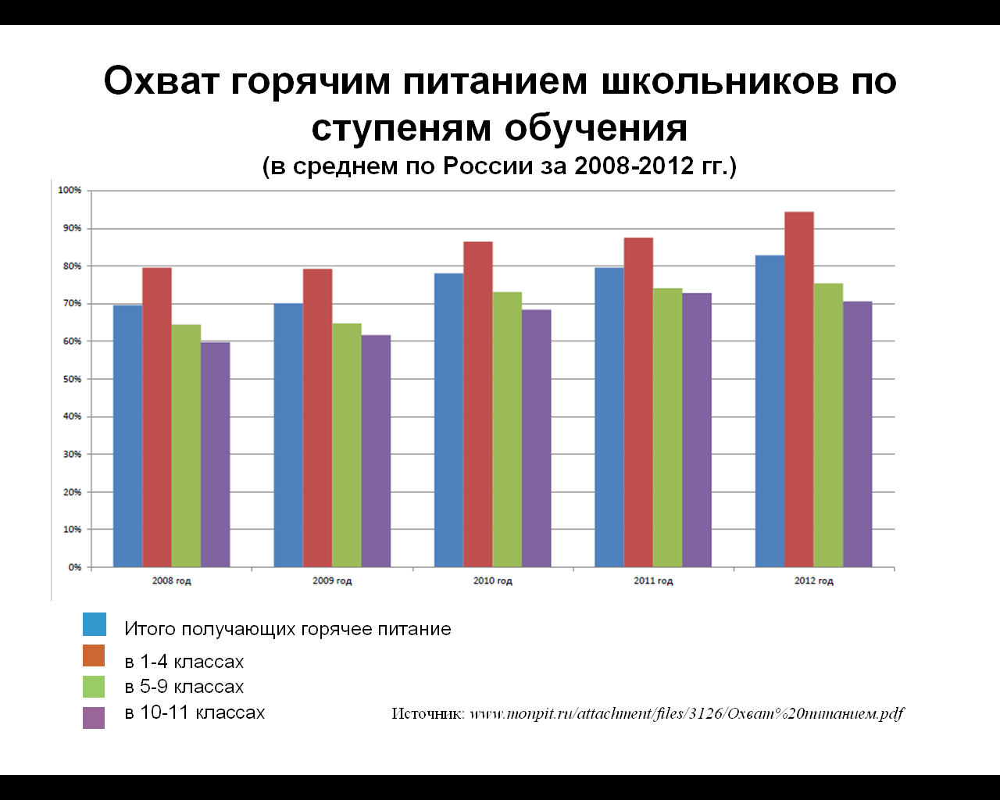 Охват горячим питанием школьников по
ступеням обучения
(в среднем по России за 2008-2012 гг.)
100%
90%
80%
70%
60%
50%
40%
30%
20%
10%
0%
2008 год
2009 год
2010 год
2011 год
2012 год
Итого получающих горячее питание
в 1-4 классах
в 5-9 классах
в 10-11 классах
Источник: www.monpit.ru/attachment/files/3126/Охват%20питанием.pdf